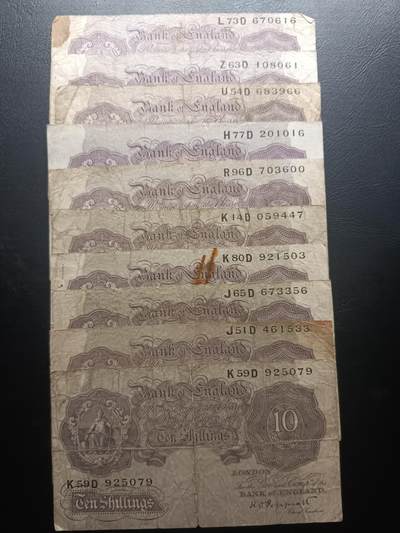 L73D 670616
Bank of England
Z63D 108061
Bank of England
U54D 683966
Bank of England
H77D 201016
Bank of England
R96D 703600
Bank of England
K14D 059447
Bank of England
K80D 921503
Bank of England
J65D 673356
Bank of England
J51D 461533
Bank of England
K59D 925079
Bank of England
10
Ten Shillings
LONDON
K59D 925079
BANK OF ENGLAND.
Ten Shillings